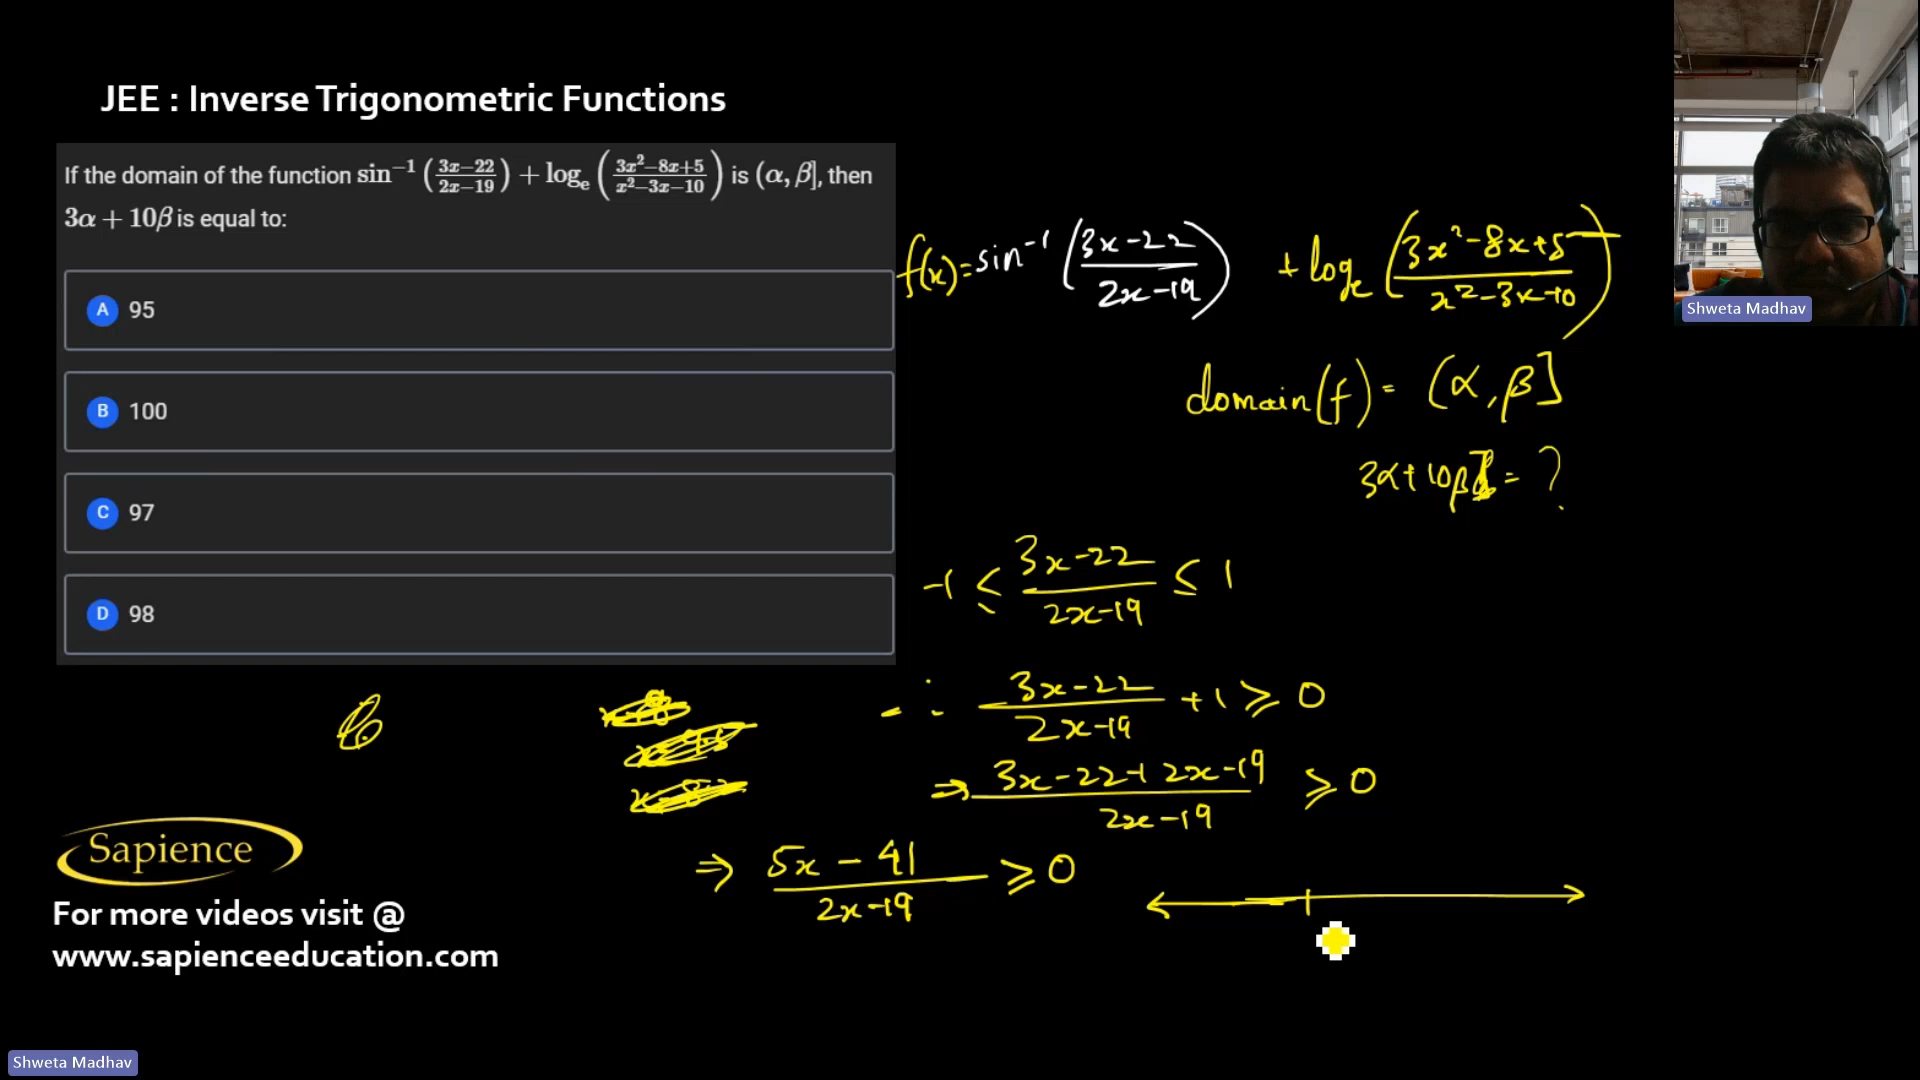 JEE : Inverse Trigonometric Functions
If the domain of the function sin⁻¹ ((3x−22)/(2x−19)) + logₑ ((3x²−8x+5)/(x²−3x−10)) is (α, β], then
3α + 10β is equal to:
A 95
B 100
C 97
D 98
f(x)= sin⁻¹ ((3x-22)/(2x-19)) + logₑ ((3x²-8x+5)/(x²-3x-10))
domain(f) = (α, β]
3α+10β = ?
-1 ≤ (3x-22)/(2x-19) ≤ 1
∴ (3x-22)/(2x-19) +1 ≥ 0
⇒ (3x-22+2x-19)/(2x-19) ≥ 0
⇒ (5x-41)/(2x-19) ≥ 0
Sapience
For more videos visit @
www.sapienceeducation.com
Shweta Madhav
Shweta Madhav